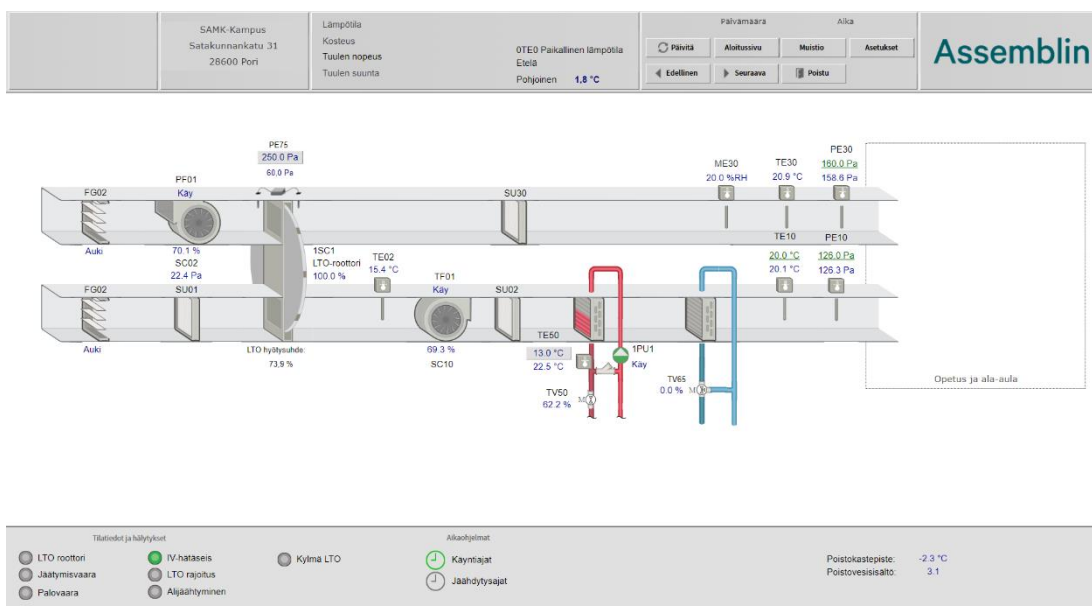 SAMK-Kampus
Satakunnankatu 31
28600 Pori
Lämpötila
Kosteus
Tuulen nopeus
Tuulen suunta
0TE0 Paikallinen lämpötila
Etelä
Pohjoinen 1,8 °C
Päivämäärä Aika
Päivitä Aloitussivu Muistio Asetukset
Edellinen Seuraava Poistu
Assemblin
PE75
250.0 Pa
60,0 Pa
PE30
160.0 Pa
158.6 Pa
ME30
20.0 %RH
TE30
20.9 °C
FG02
PF01
Käy
SU30
Auki
70.1 %
SC02
22.4 Pa
1SC1
LTO-roottori
100.0 %
TE02
15.4 °C
TE10
20.0 °C
20.1 °C
PE10
126.0 Pa
126.3 Pa
FG02
SU01
TF01
Käy
SU02
Auki
LTO hyötysuhde:
73,9 %
69.3 %
SC10
TE50
13.0 °C
22.5 °C
1PU1
Käy
TV50
62.2 %
M
TV65
0.0 %
M
Opetus ja ala-aula
Tilatiedot ja hälytykset
Aikaohjelmat
LTO roottori IV-hätäseis Kylmä LTO Käyntiajat
Jäätymisvaara LTO rajoitus Jäähdytysajat
Palovaara Alijäähtyminen
Poistokastepiste: -2.3 °C
Poistovesisisältö: 3.1